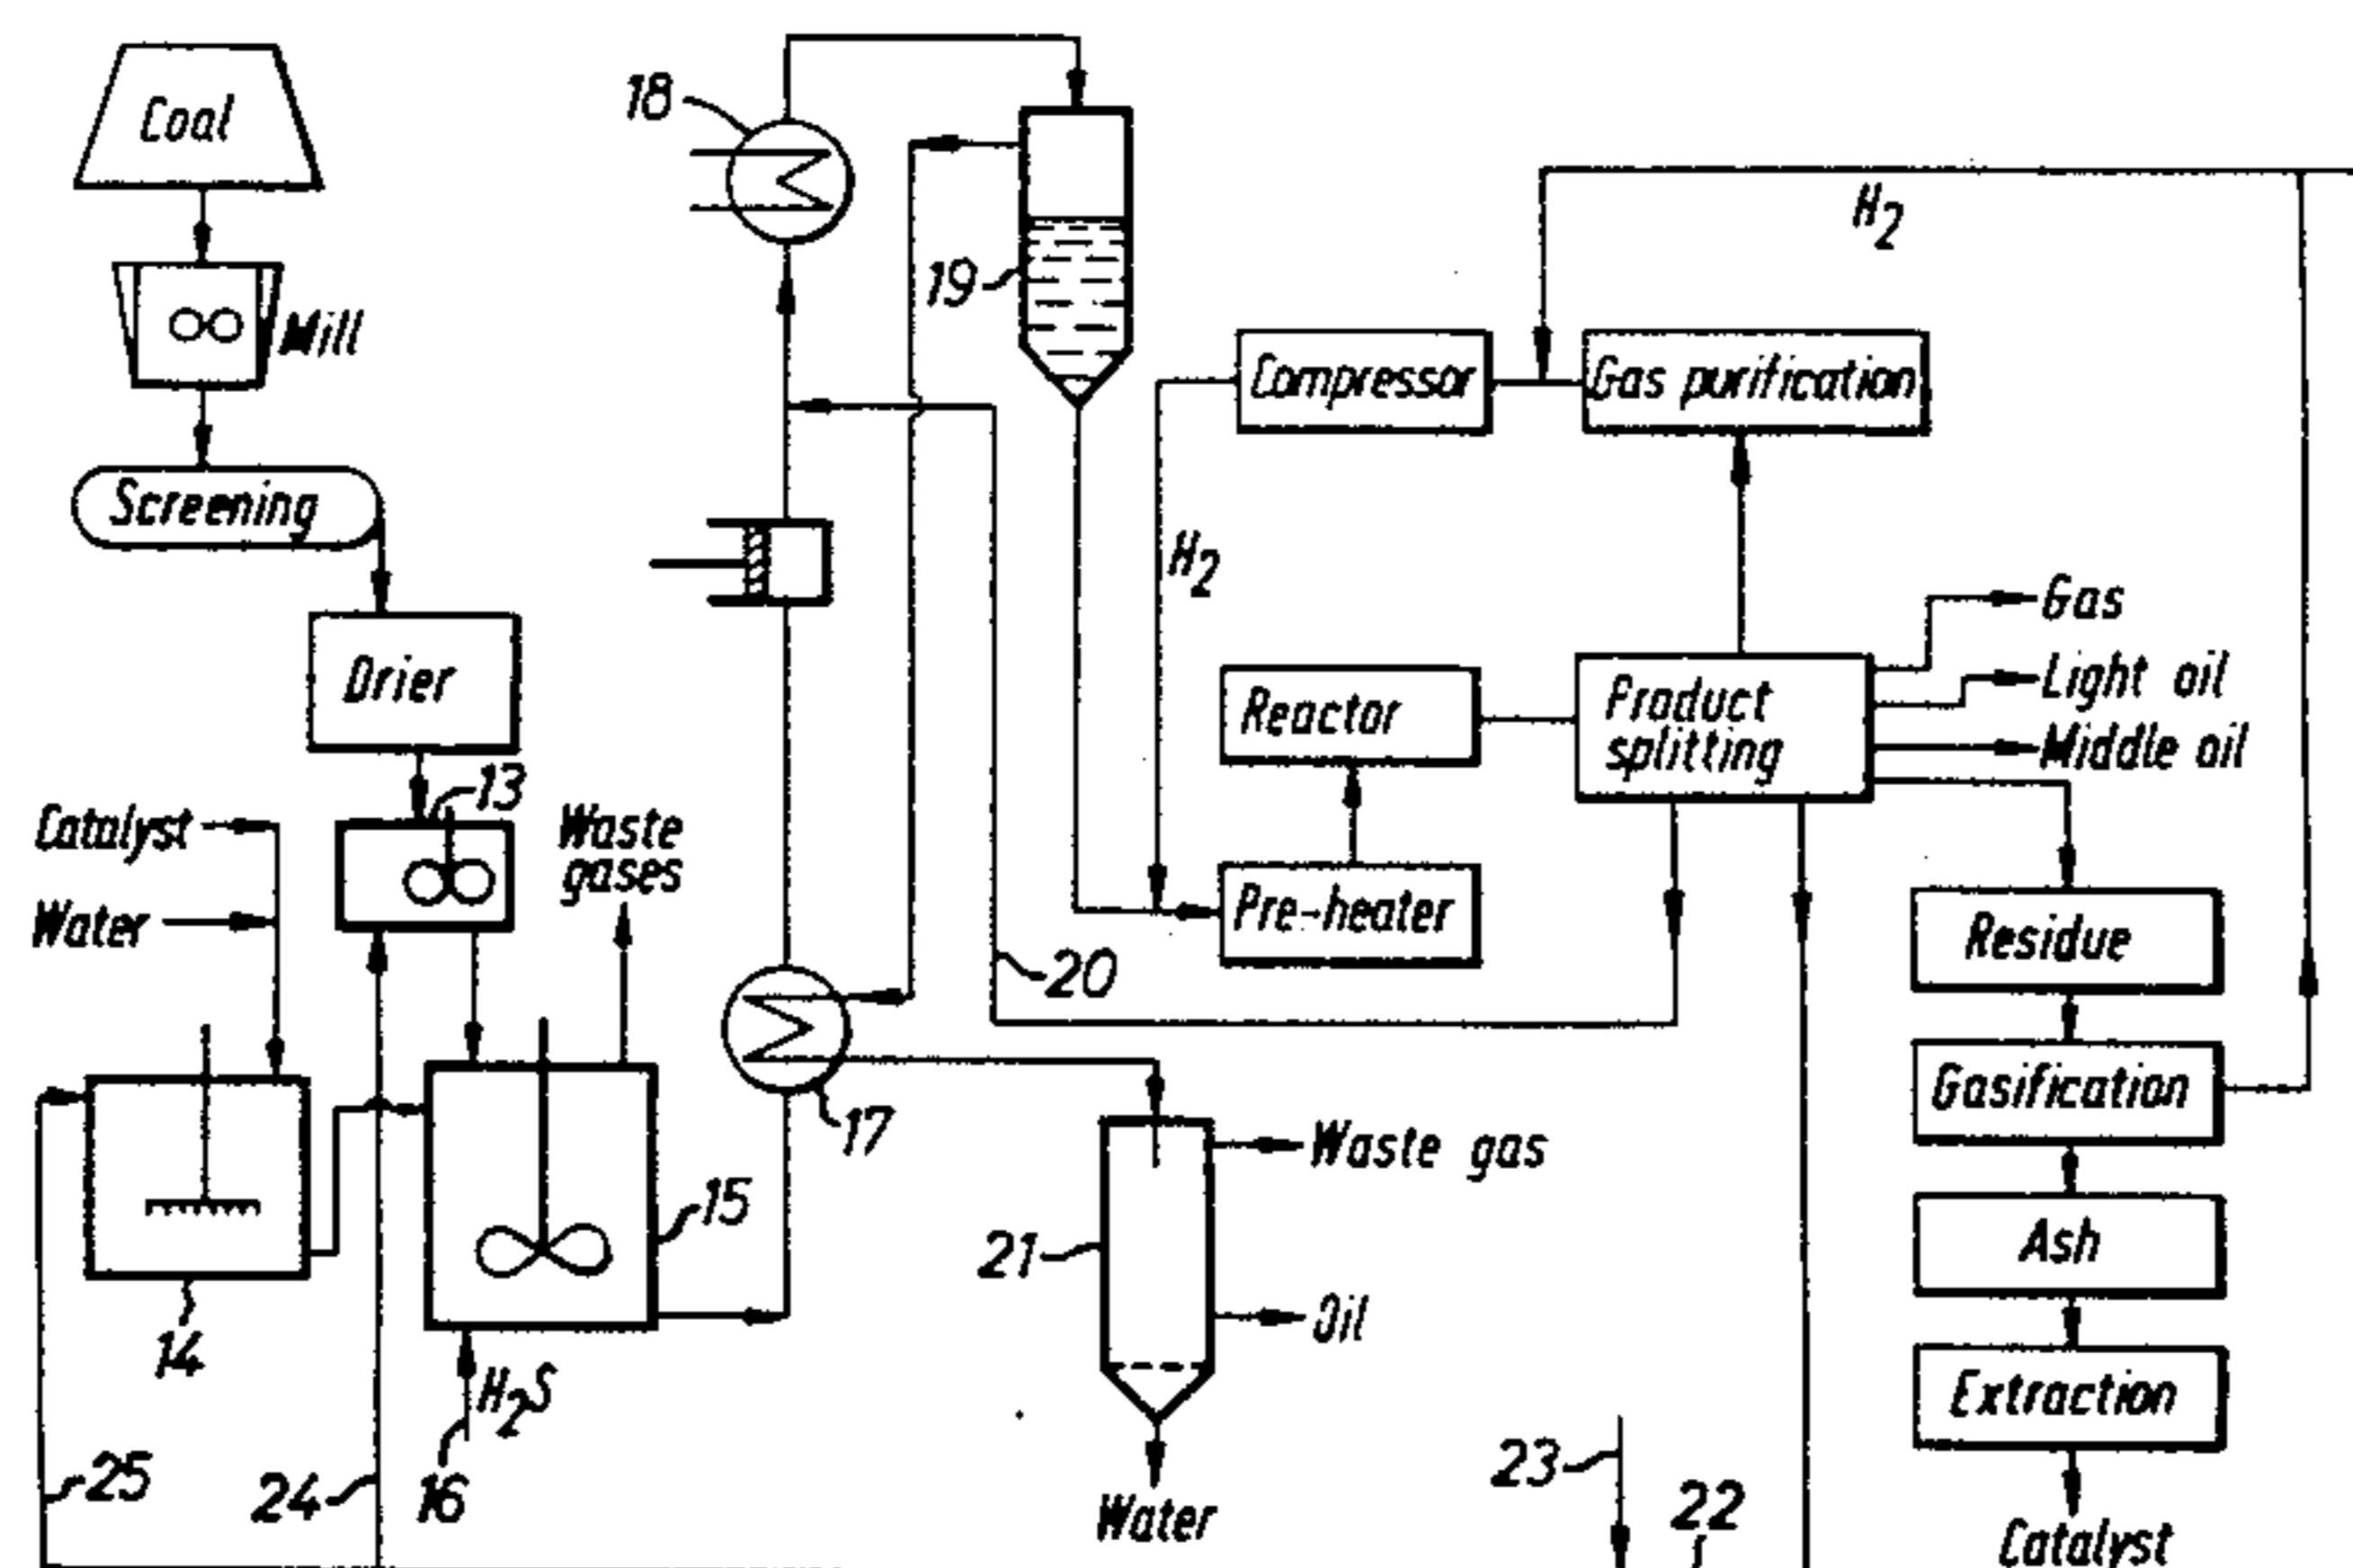 Coal
18
H2
19
Mill
Compressor
Gas purification
Screening
H2
Gas
Drier
Reactor
Product
splitting
Light oil
Middle oil
13
Catalyst
Waste
gases
Water
Pre-heater
Residue
20
Gasification
17
Waste gas
15
21
Ash
14
Oil
H2S
Extraction
25
24
16
23
22
Water
Catalyst